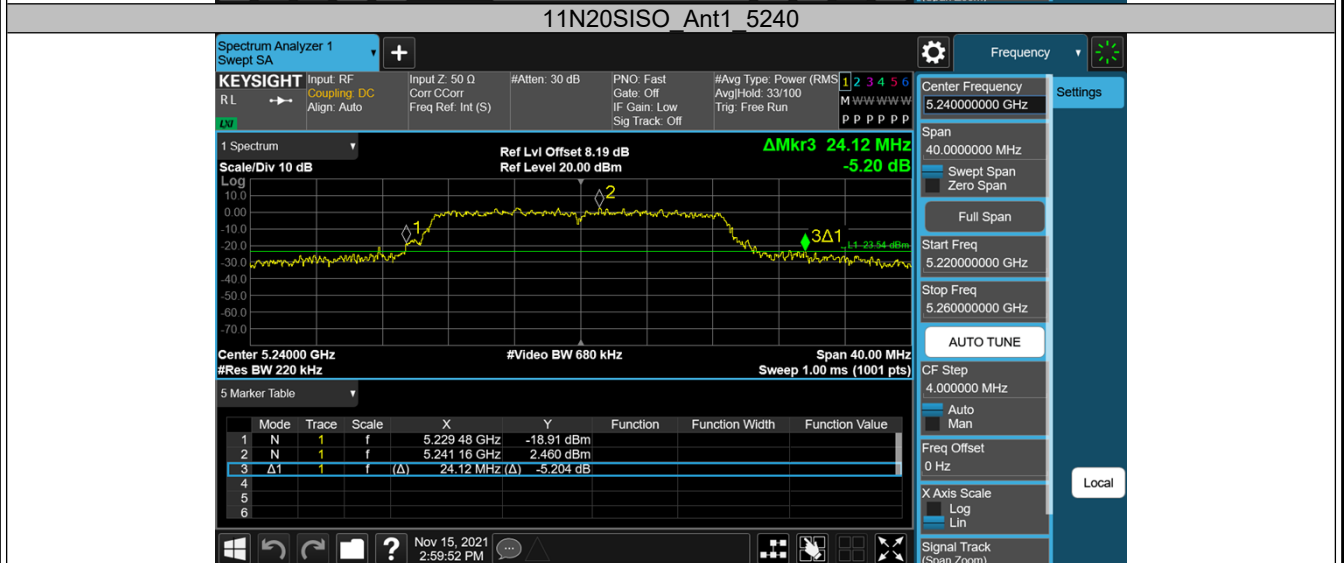 11N20SISO_Ant1_5240
Spectrum Analyzer 1
Swept SA
+
Frequency
KEYSIGHT
RL
LXI
Input: RF
Coupling: DC
Align: Auto
Input Z: 50 Ω
Corr CCorr
Freq Ref: Int (S)
#Atten: 30 dB
PNO: Fast
Gate: Off
IF Gain: Low
Sig Track: Off
#Avg Type: Power (RMS
Avg|Hold: 33/100
Trig: Free Run
1 2 3 4 5 6
M W W W W W
P P P P P P
Center Frequency
5.240000000 GHz
Settings
Span
40.0000000 MHz
Swept Span
Zero Span
Full Span
Start Freq
5.220000000 GHz
Stop Freq
5.260000000 GHz
AUTO TUNE
CF Step
4.000000 MHz
Auto
Man
Freq Offset
0 Hz
X Axis Scale
Log
Lin
Signal Track
(Span Zoom)
Local
1 Spectrum
Scale/Div 10 dB
Ref Lvl Offset 8.19 dB
Ref Level 20.00 dBm
ΔMkr3 24.12 MHz
-5.20 dB
Log
10.0
0.00
-10.0
-20.0
-30.0
-40.0
-50.0
-60.0
-70.0
1
2
3Δ1
L1 -23.54 dBm
Center 5.24000 GHz
#Res BW 220 kHz
#Video BW 680 kHz
Span 40.00 MHz
Sweep 1.00 ms (1001 pts)
5 Marker Table
Mode Trace Scale X Y Function Function Width Function Value
1 N 1 f 5.229 48 GHz -18.91 dBm
2 N 1 f 5.241 16 GHz 2.460 dBm
3 Δ1 1 f (Δ) 24.12 MHz (Δ) -5.204 dB
4
5
6
?
Nov 15, 2021
2:59:52 PM